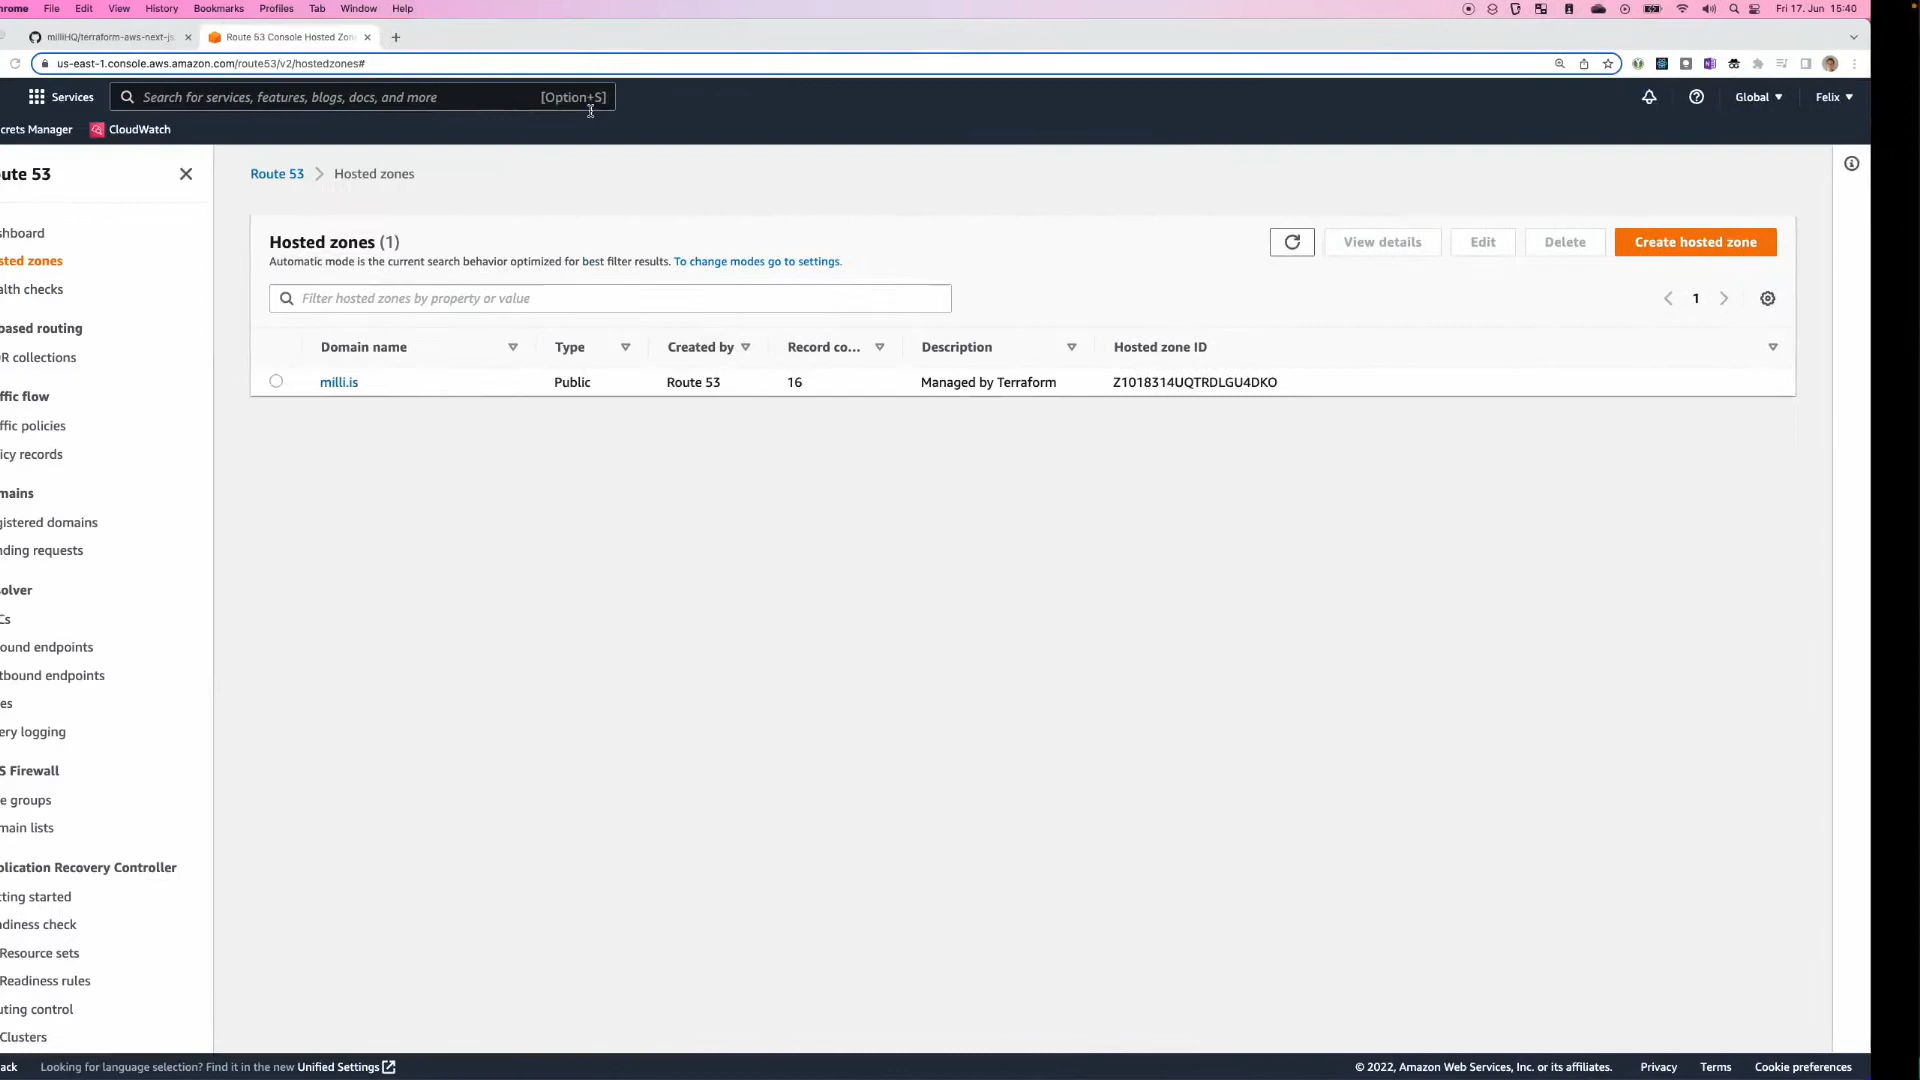 hrome File Edit View History Bookmarks Profiles Tab Window Help Fri 17. Jun 15:40
milliHQ/terraform-aws-next-js Route 53 Console Hosted Zon
us-east-1.console.aws.amazon.com/route53/v2/hostedzones#
Services Search for services, features, blogs, docs, and more [Option+S] Global Felix
crets Manager CloudWatch
ute 53
Route 53 Hosted zones
shboard
sted zones
alth checks
based routing
R collections
ffic flow
ffic policies
icy records
mains
gistered domains
nding requests
solver
Cs
ound endpoints
tbound endpoints
es
ery logging
S Firewall
e groups
main lists
plication Recovery Controller
tting started
adiness check
Resource sets
Readiness rules
uting control
Clusters
Hosted zones (1) View details Edit Delete Create hosted zone
Automatic mode is the current search behavior optimized for best filter results. To change modes go to settings.
Filter hosted zones by property or value 1
Domain name Type Created by Record co... Description Hosted zone ID
milli.is Public Route 53 16 Managed by Terraform Z1018314UQTRDLGU4DKO
ack Looking for language selection? Find it in the new Unified Settings © 2022, Amazon Web Services, Inc. or its affiliates. Privacy Terms Cookie preferences